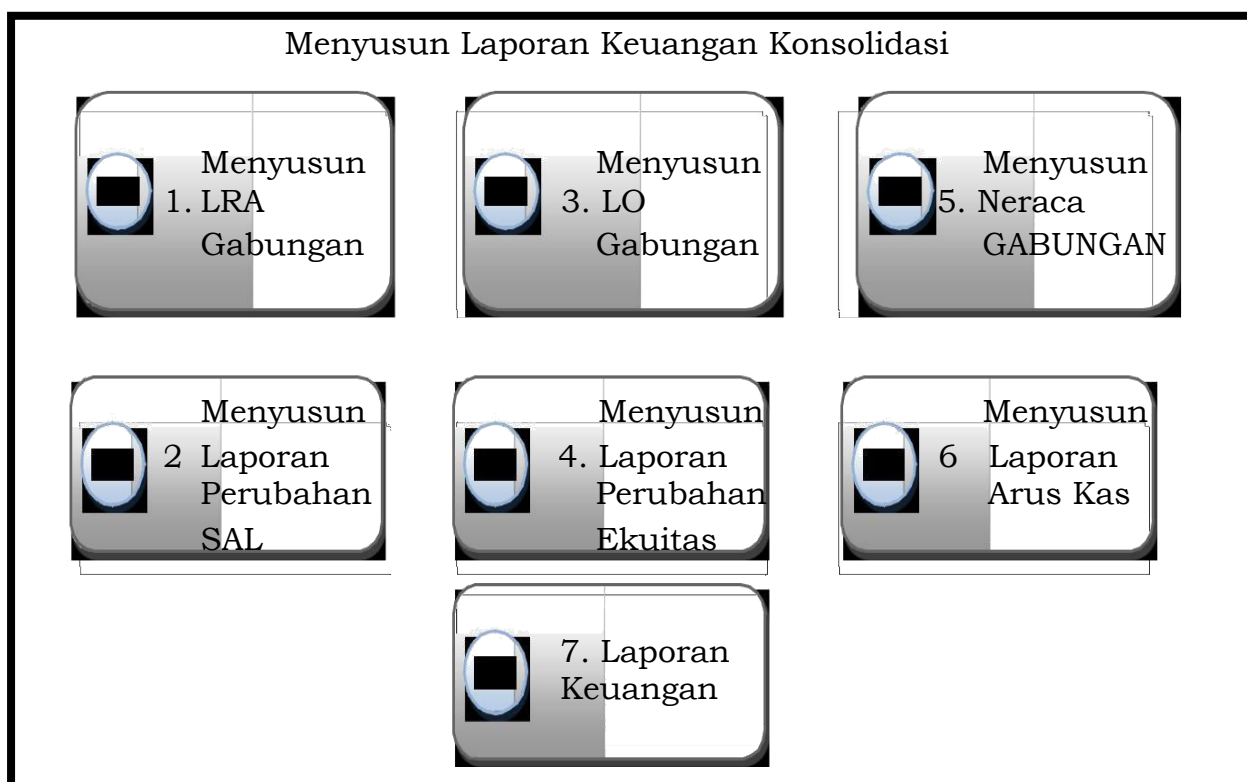 Menyusun Laporan Keuangan Konsolidasi
Menyusun
1. LRA
Gabungan
Menyusun
3. LO
Gabungan
Menyusun
5. Neraca
GABUNGAN
Menyusun
2 Laporan
Perubahan
SAL
Menyusun
4. Laporan
Perubahan
Ekuitas
Menyusun
6 Laporan
Arus Kas
7. Laporan
Keuangan